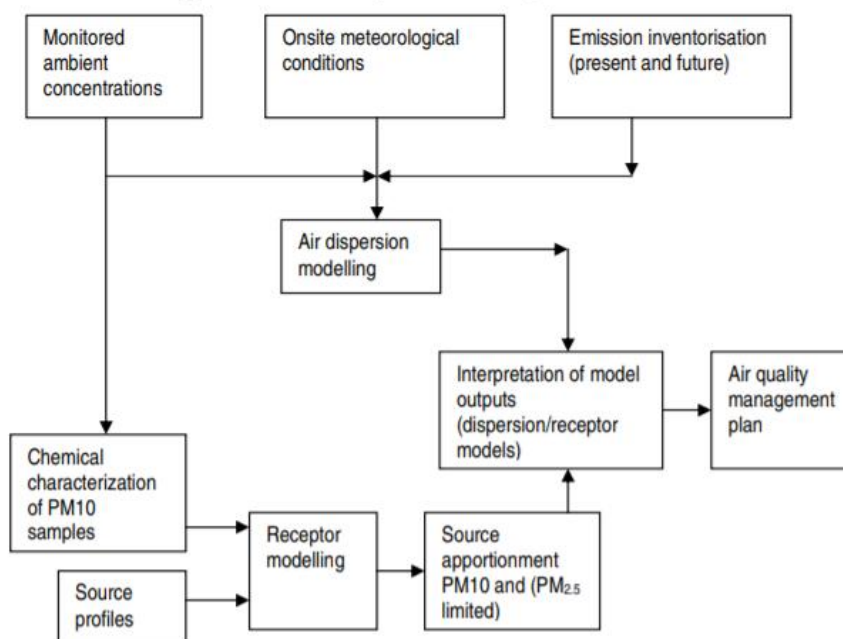 Monitored
ambient
concentrations
Onsite meteorological
conditions
Emission inventorisation
(present and future)
Air dispersion
modelling
Interpretation of model
outputs
(dispersion/receptor
models)
Air quality
management
plan
Chemical
characterization
of PM10
samples
Receptor
modelling
Source
apportionment
PM10 and (PM2.5
limited)
Source
profiles